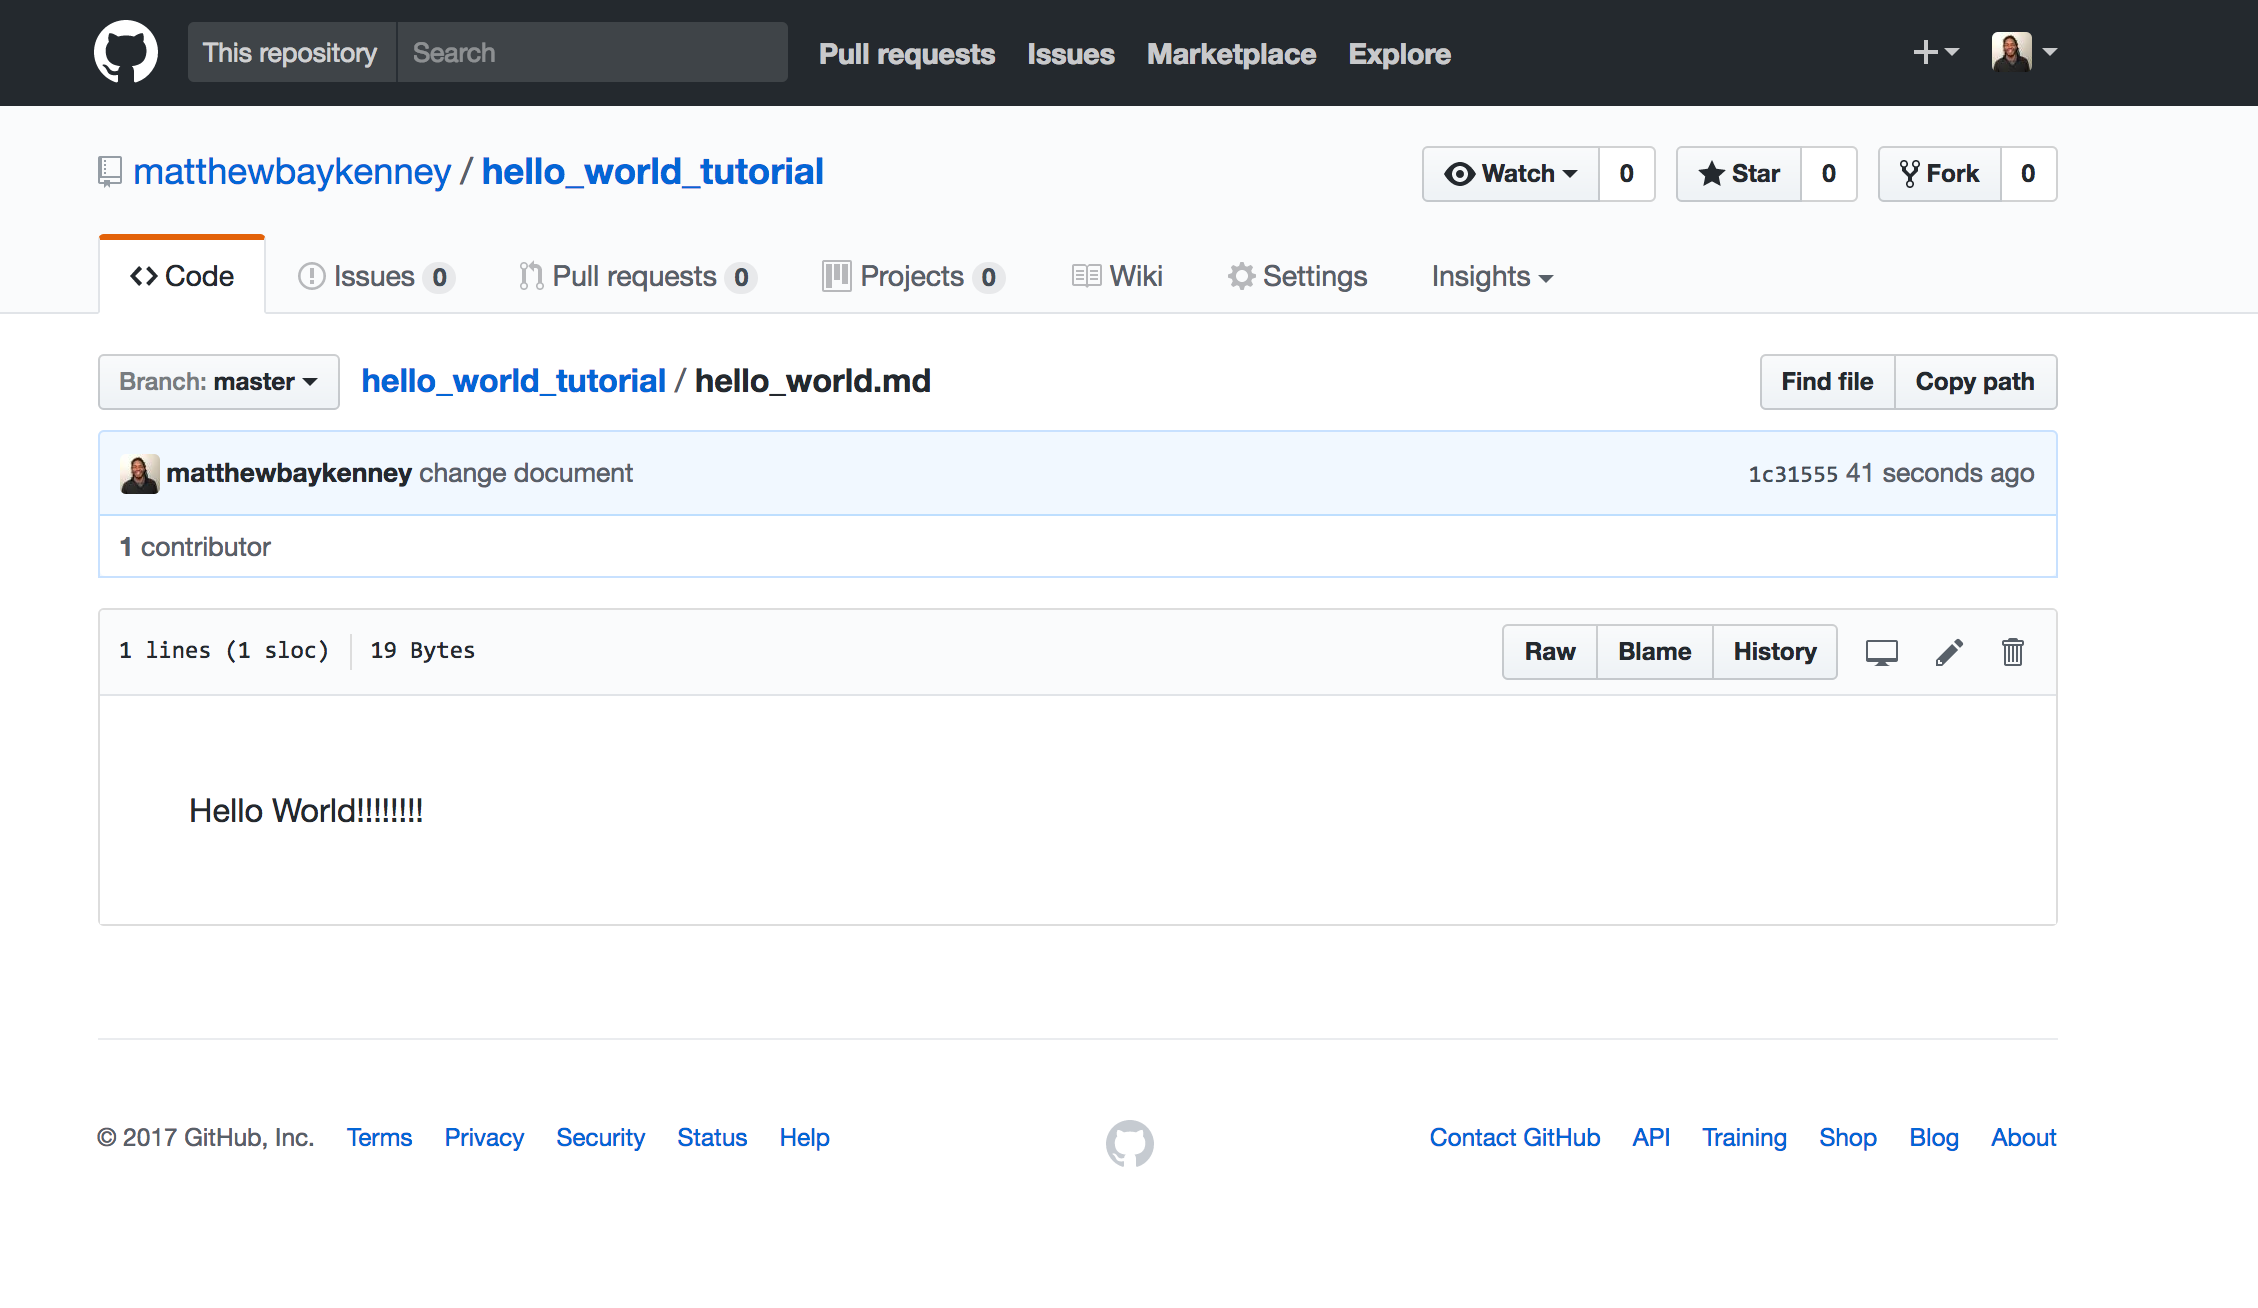 This repository Search Pull requests Issues Marketplace Explore
matthewbaykenney / hello_world_tutorial Watch 0 Star 0 Fork 0
Code Issues 0 Pull requests 0 Projects 0 Wiki Settings Insights
Branch: master hello_world_tutorial / hello_world.md Find file Copy path
matthewbaykenney change document 1c31555 41 seconds ago
1 contributor
1 lines (1 sloc) 19 Bytes Raw Blame History
Hello World!!!!!!!!
© 2017 GitHub, Inc. Terms Privacy Security Status Help Contact GitHub API Training Shop Blog About